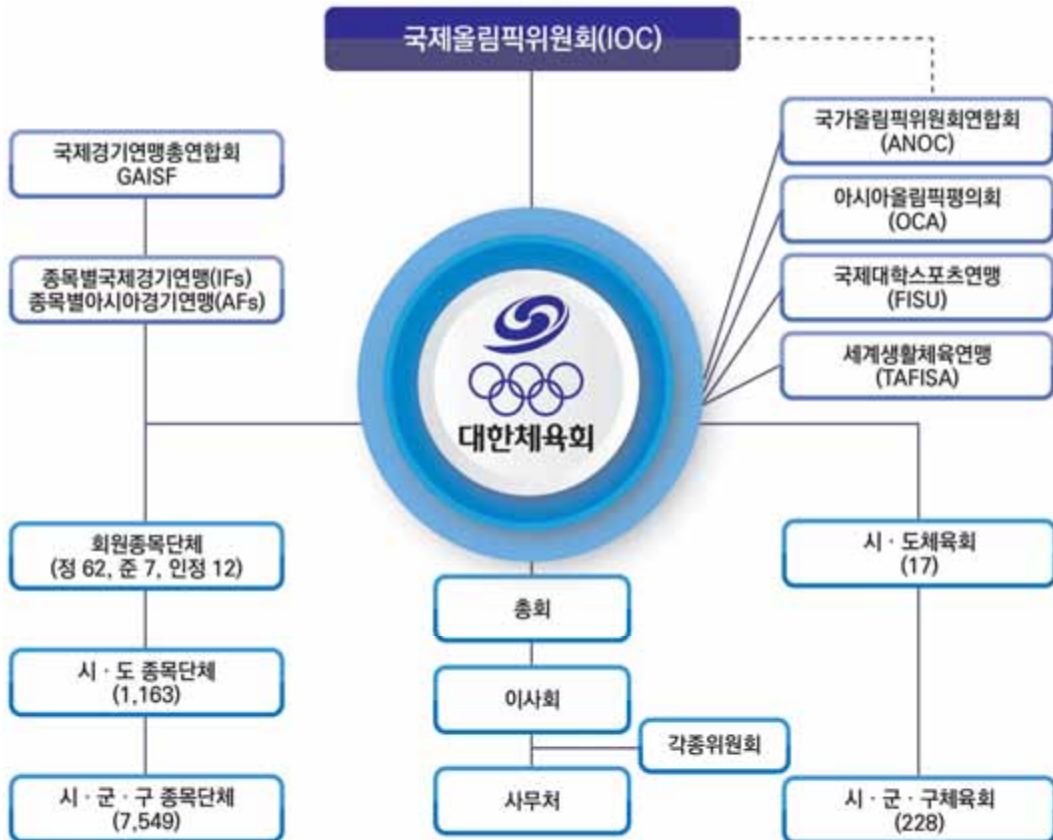 국제올림픽위원회(IOC)
국제경기연맹총연합회
GAISF
종목별국제경기연맹(IFs)
종목별아시아경기연맹(AFs)
국가올림픽위원회연합회
(ANOC)
아시아올림픽평의회
(OCA)
국제대학스포츠연맹
(FISU)
세계생활체육연맹
(TAFISA)
대한체육회
회원종목단체
(정 62, 준 7, 인정 12)
시 · 도 종목단체
(1,163)
시 · 군 · 구 종목단체
(7,549)
총회
이사회
각종위원회
사무처
시 · 도체육회
(17)
시 · 군 · 구체육회
(228)